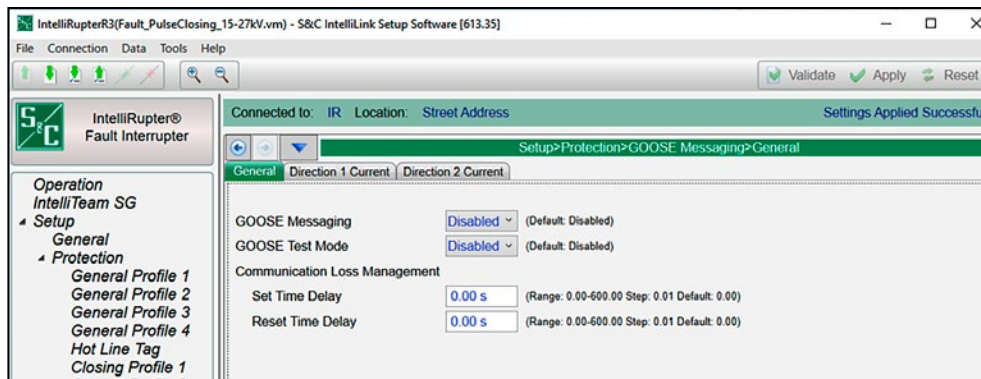 IntelliRupterR3(Fault_PulseClosing_15-27kV.vm) - S&C IntelliLink Setup Software [613.35]
File Connection Data Tools Help
Validate Apply Reset
S&C
IntelliRupter®
Fault Interrupter
Connected to: IR Location: Street Address Settings Applied Successfu
Setup>Protection>GOOSE Messaging>General
General Direction 1 Current Direction 2 Current
Operation
IntelliTeam SG
Setup
General
Protection
General Profile 1
General Profile 2
General Profile 3
General Profile 4
Hot Line Tag
Closing Profile 1
GOOSE Messaging Disabled (Default: Disabled)
GOOSE Test Mode Disabled (Default: Disabled)
Communication Loss Management
Set Time Delay 0.00 s (Range: 0.00-600.00 Step: 0.01 Default: 0.00)
Reset Time Delay 0.00 s (Range: 0.00-600.00 Step: 0.01 Default: 0.00)